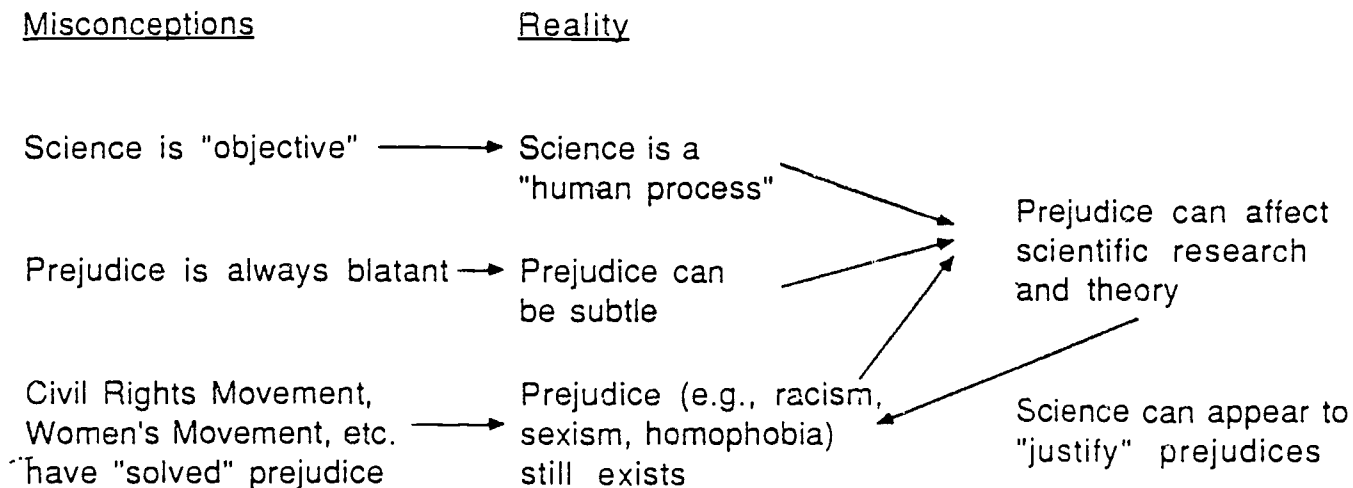 Misconceptions
Reality
Science is "objective"
Science is a
"human process"
Prejudice is always blatant
Prejudice can
be subtle
Civil Rights Movement,
Women's Movement, etc.
have "solved" prejudice
Prejudice (e.g., racism,
sexism, homophobia)
still exists
Prejudice can affect
scientific research
and theory
Science can appear to
"justify" prejudices